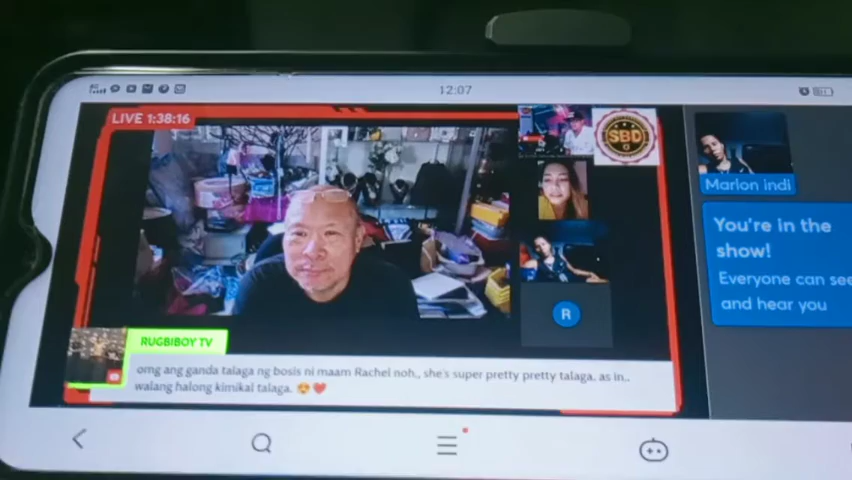 12:07
LIVE 1:38:16
SBD
Marlon indi
You're in the
show!
Everyone can see
and hear you
R
RUGBIBOY TV
omg ang ganda talaga ng bosis ni maam Rachel noh., she's super pretty pretty talaga. as in..
walang halong kimikal talaga. 😍❤️